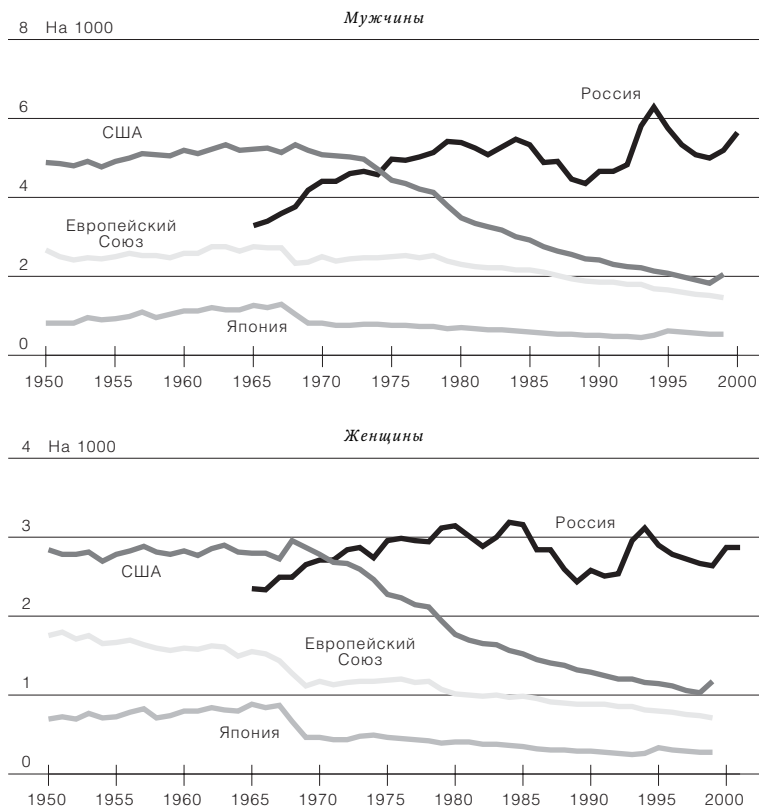 Мужчины
8 На 1000
Россия
6
США
4
Европейский
Союз
2
Япония
0
1950 1955 1960 1965 1970 1975 1980 1985 1990 1995 2000
Женщины
4 На 1000
Россия
3
США
2
Европейский
Союз
1
Япония
0
1950 1955 1960 1965 1970 1975 1980 1985 1990 1995 2000